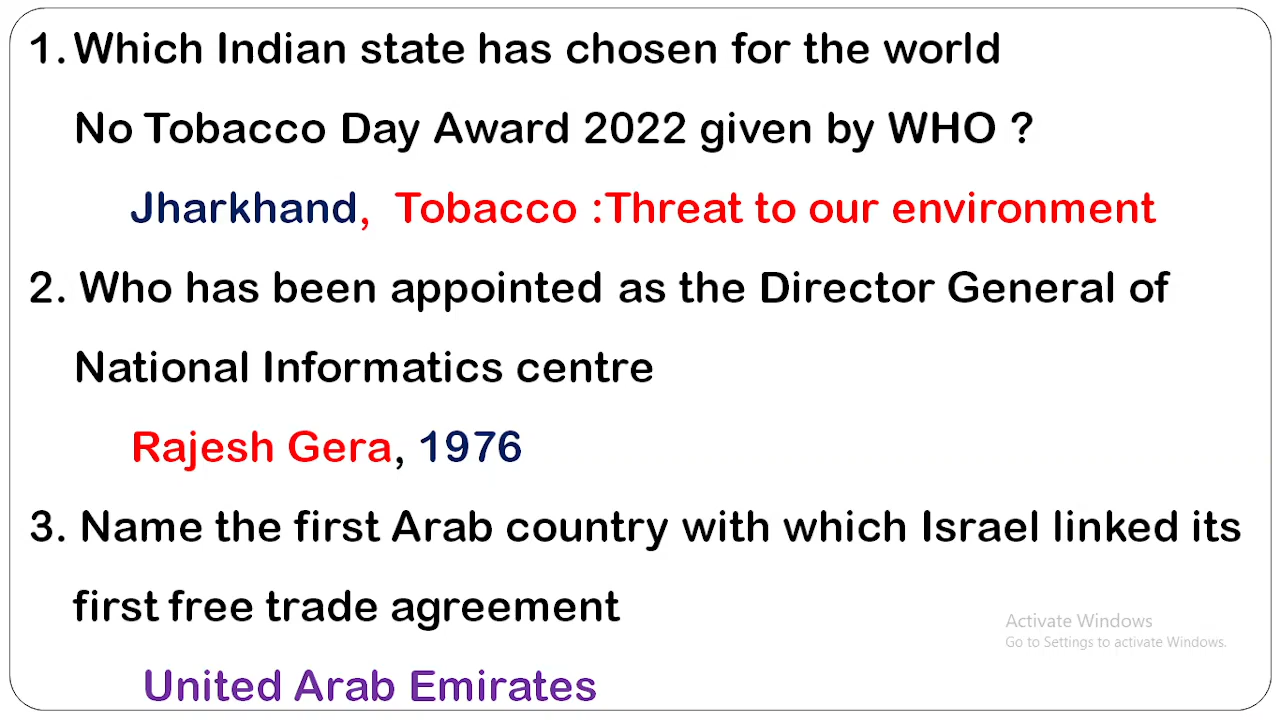 1. Which Indian state has chosen for the world
No Tobacco Day Award 2022 given by WHO ?
Jharkhand, Tobacco :Threat to our environment
2. Who has been appointed as the Director General of
National Informatics centre
Rajesh Gera, 1976
3. Name the first Arab country with which Israel linked its
first free trade agreement
Activate Windows
Go to Settings to activate Windows.
United Arab Emirates